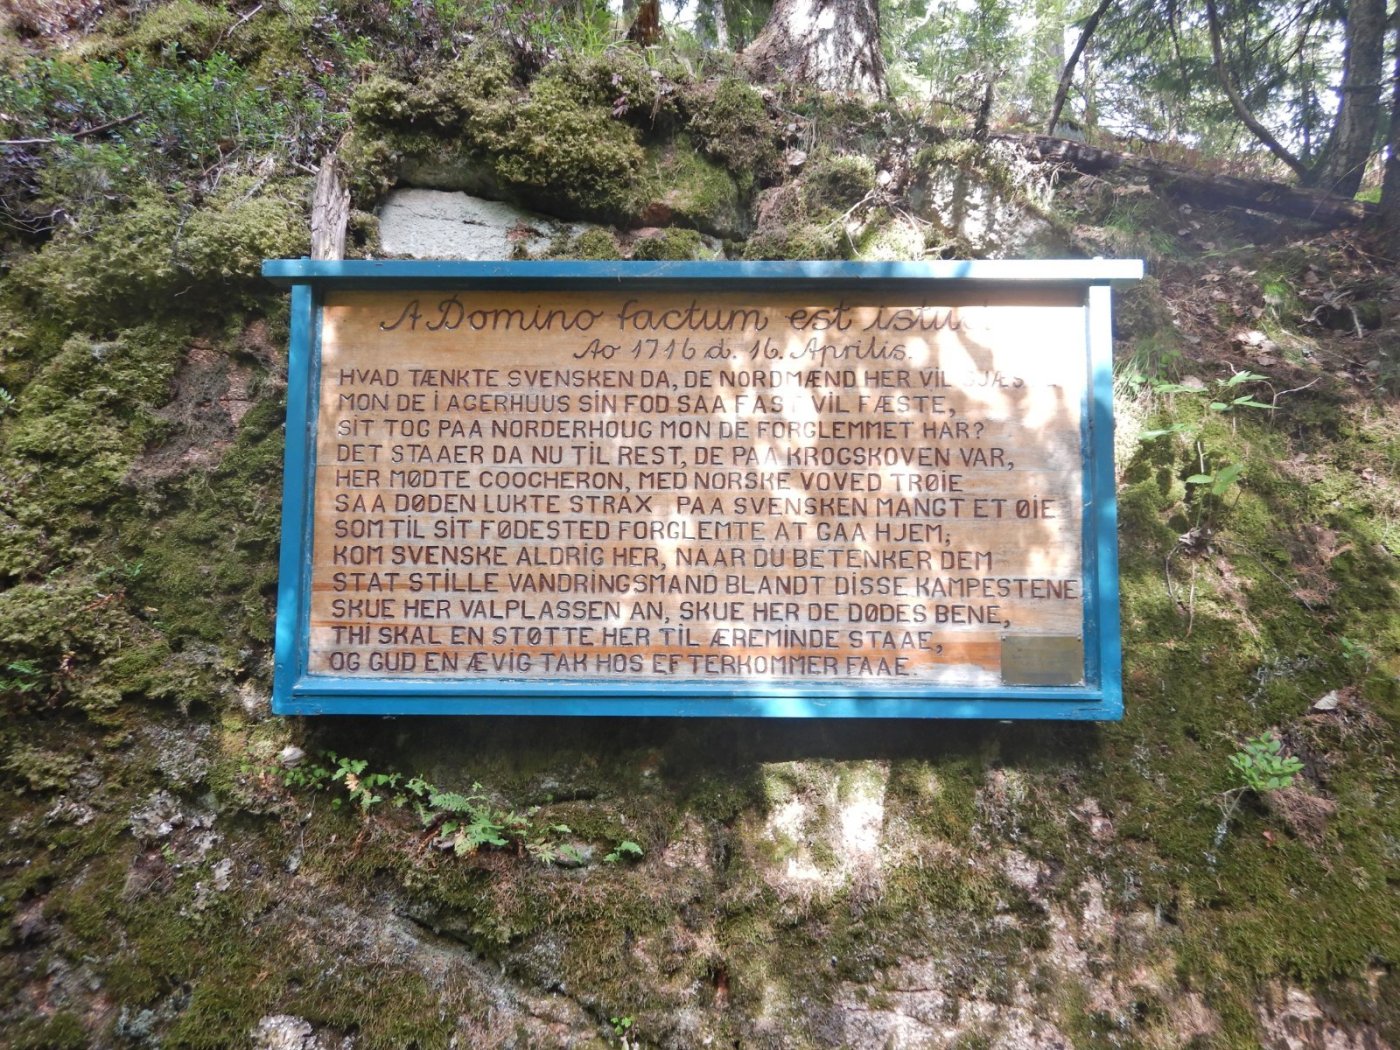 A Domino factum est istud
Ao 1716 d. 16. Aprilis.
HVAD TÆNKTE SVENSKEN DA, DE NORDMÆND HER VIL
MON DE I AGERHUUS SIN FOD SAA FAST VIL FÆSTE,
SIT TOG PAA NORDERHOUG MON DE FORGLEMMET HAR?
DET STAAER DA NU TIL REST, DE PAA KROGSKOVEN VAR,
HER MØDTE COOCHERON, MED NORSKE VOVED TRØIE
SAA DØDEN LUKTE STRAX PAA SVENSKEN MANGT ET ØIE
SOM TIL SIT FØDESTED FORGLEMTE AT GAA HJEM;
KOM SVENSKE ALDRIG HER, NAAR DU BETENKER DEM
STAT STILLE VANDRINGSMAND BLANDT DISSE KAMPESTENE
SKUE HER VALPLASSEN AN, SKUE HER DE DØDES BENE,
THI SKAL EN STØTTE HER TIL ÆREMINDE STAAE,
OG GUD EN ÆVIG TAK HOS EFTERKOMMER FAAE.